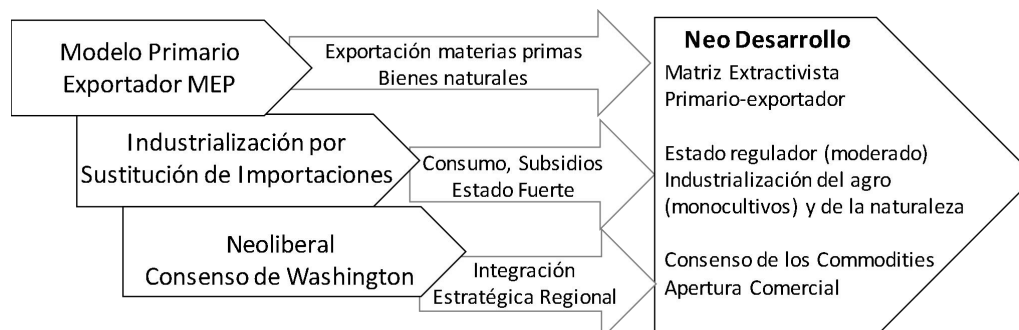 Modelo Primario
Exportador MEP
Exportación materias primas
Bienes naturales
Industrialización por
Sustitución de Importaciones
Consumo, Subsidios
Estado Fuerte
Neoliberal
Consenso de Washington
Integración
Estratégica Regional
Neo Desarrollo
Matriz Extractivista
Primario-exportador
Estado regulador (moderado)
Industrialización del agro
(monocultivos) y de la naturaleza
Consenso de los Commodities
Apertura Comercial